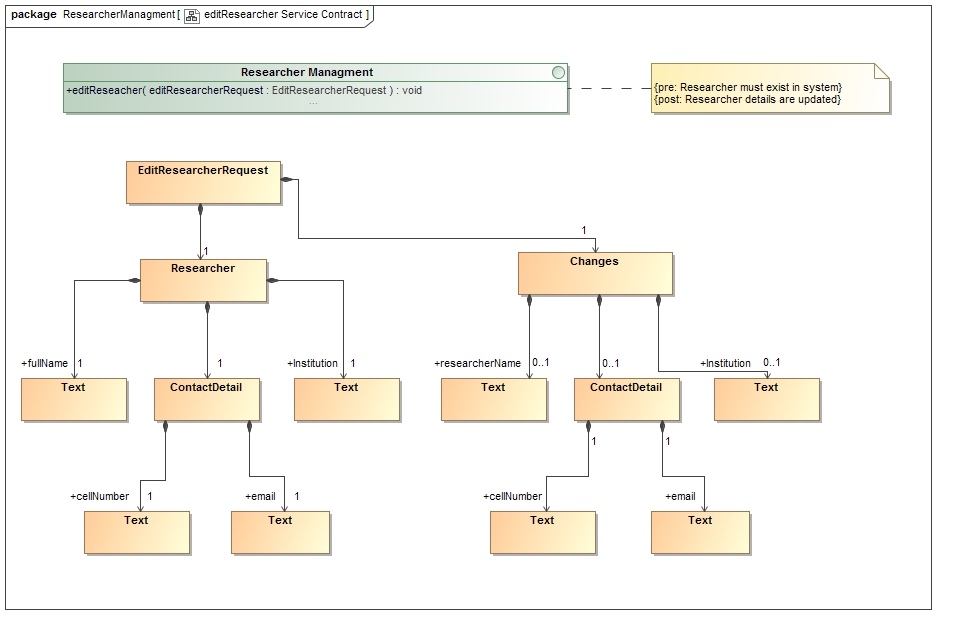 package ResearcherManagment[ editResearcher Service Contract ]
Researcher Managment
+editReseacher( editResearcherRequest : EditResearcherRequest ) : void
...
{pre: Researcher must exist in system}
{post: Researcher details are updated}
EditResearcherRequest
1
1
Researcher
Changes
+fullName 1
1
+Institution 1
+researcherName 0..1
0..1
+Institution 0..1
Text
ContactDetail
Text
Text
ContactDetail
Text
1
1
+cellNumber 1
+email 1
+cellNumber
+email
Text
Text
Text
Text